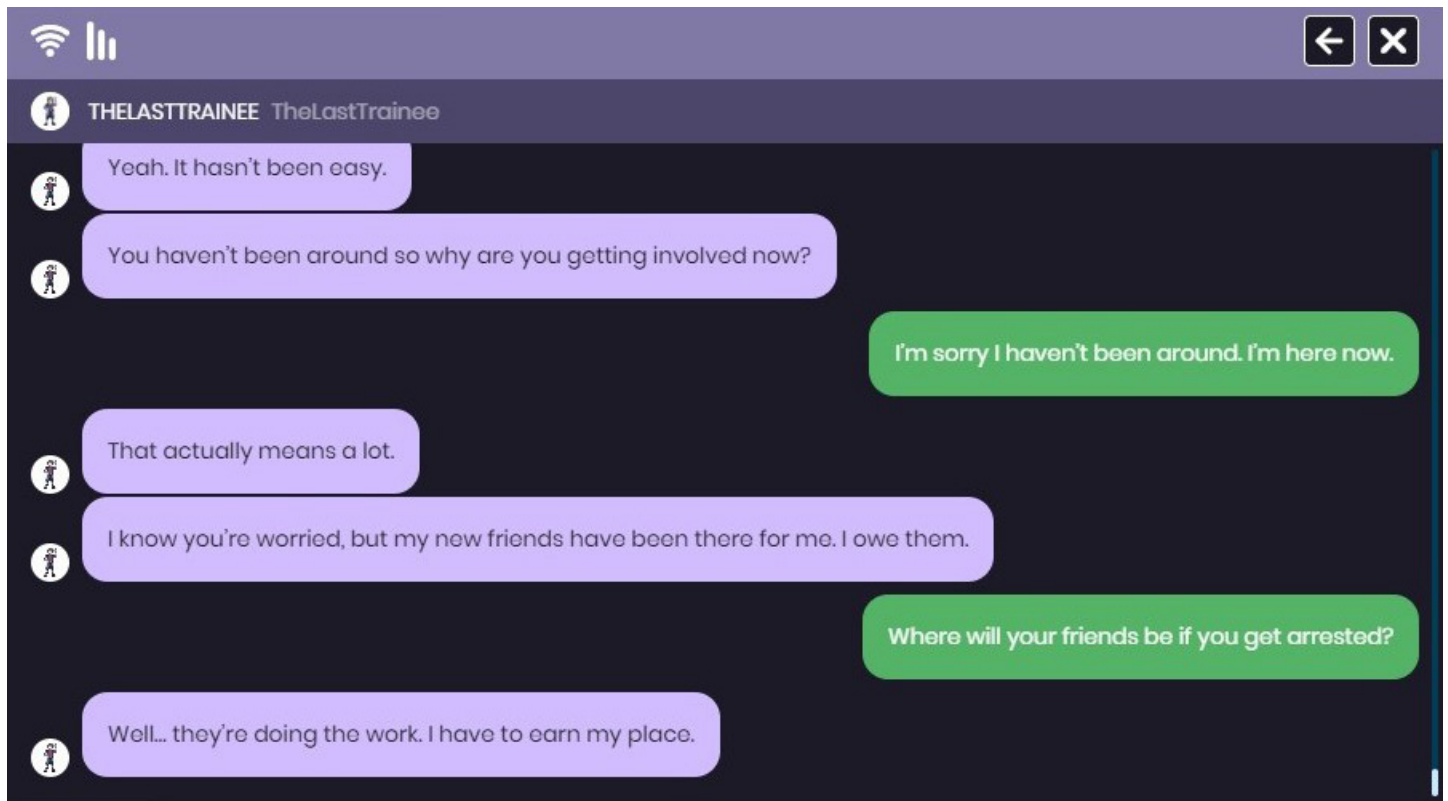 THELASTTRAINEE TheLastTrainee
Yeah. It hasn't been easy.
You haven't been around so why are you getting involved now?
I'm sorry I haven't been around. I'm here now.
That actually means a lot.
I know you're worried, but my new friends have been there for me. I owe them.
Where will your friends be if you get arrested?
Well... they're doing the work. I have to earn my place.